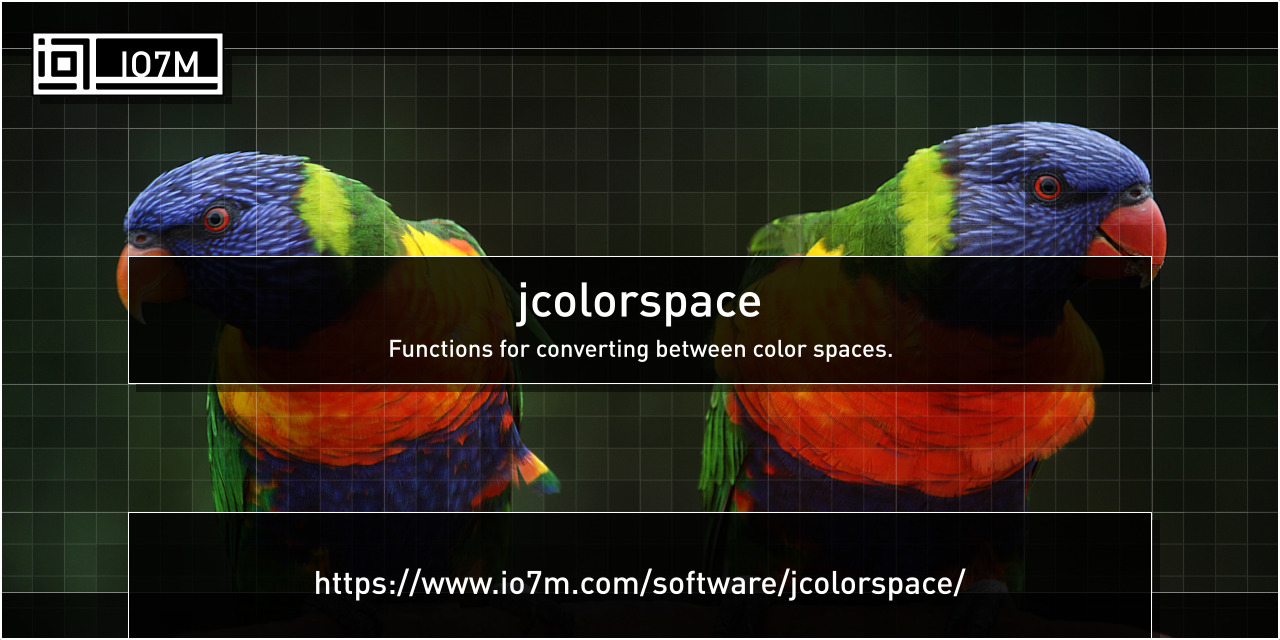 IO7M
jcolorspace
Functions for converting between color spaces.
https://www.io7m.com/software/jcolorspace/